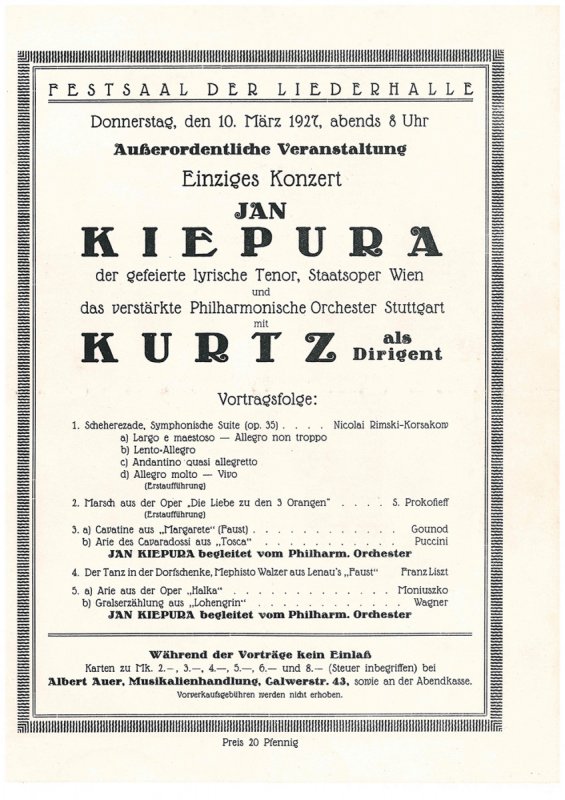 FESTSAAL DER LIEDERHALLE
Donnerstag, den 10. März 1927, abends 8 Uhr
Außerordentliche Veranstaltung
Einziges Konzert
JAN
KIEPURA
der gefeierte lyrische Tenor, Staatsoper Wien
und
das verstärkte Philharmonische Orchester Stuttgart
mit
KURTZ als Dirigent
Vortragsfolge:
1. Scheherezade, Symphonische Suite (op. 35) . . . . Nicolai Rimski-Korsakow
a) Largo e maestoso — Allegro non troppo
b) Lento-Allegro
c) Andantino quasi allegretto
d) Allegro molto — Vivo
(Erstaufführung)
2. Marsch aus der Oper „Die Liebe zu den 3 Orangen“ . . . . S. Prokofieff
(Erstaufführung)
3. a) Cavatine aus „Margarete“ (Faust) . . . . . . . . . . . Gounod
b) Arie des Cavaradossi aus „Tosca“ . . . . . . . . . . . Puccini
JAN KIEPURA begleitet vom Philharm. Orchester
4. Der Tanz in der Dorfschenke, Mephisto Walzer aus Lenau's „Faust“ Franz Liszt
5. a) Arie aus der Oper „Halka“ . . . . . . . . . . . . Moniuszko
b) Gralserzählung aus „Lohengrin“ . . . . . . . . . . . Wagner
JAN KIEPURA begleitet vom Philharm. Orchester
Während der Vorträge kein Einlaß
Karten zu Mk. 2.—, 3.—, 4.—, 5.—, 6.— und 8.— (Steuer inbegriffen) bei
Albert Auer, Musikalienhandlung, Calwerstr. 43, sowie an der Abendkasse.
Vorverkaufsgebühren werden nicht erhoben.
Preis 20 Pfennig